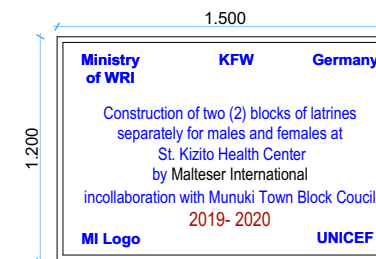 1.500
1.200
Ministry of WRI
KFW
Germany
Construction of two (2) blocks of latrines
separately for males and females at
St. Kizito Health Center
by Malteser International
incollaboration with Munuki Town Block Coucil
2019- 2020
MI Logo
UNICEF